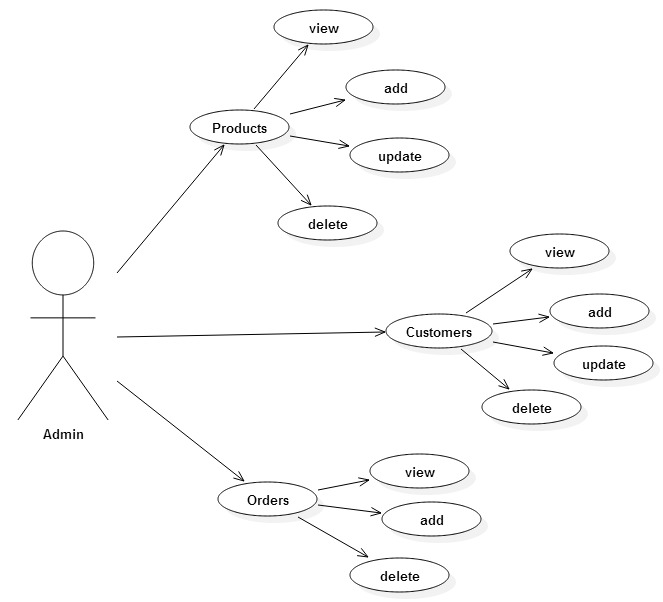 view
add
Products
update
delete
view
add
Customers
update
delete
Admin
view
Orders
add
delete